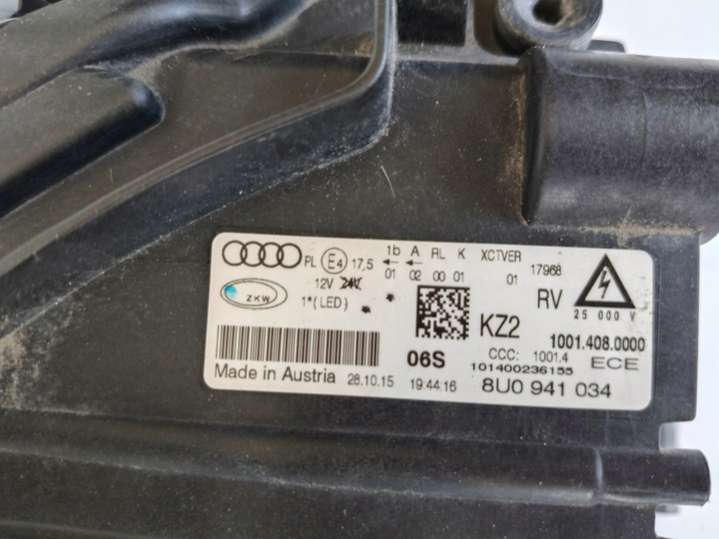 PL E4 17,5 ← ← 1b A RL K XC1VER
01 02 00 01 01 17968
12V 24V
ZKW 1*(LED) RV 25 000 V
KZ2 1001.408.0000
06S CCC: 1001.4 ECE
101400236155
Made in Austria 28.10.15 19:44:16 8U0 941 034